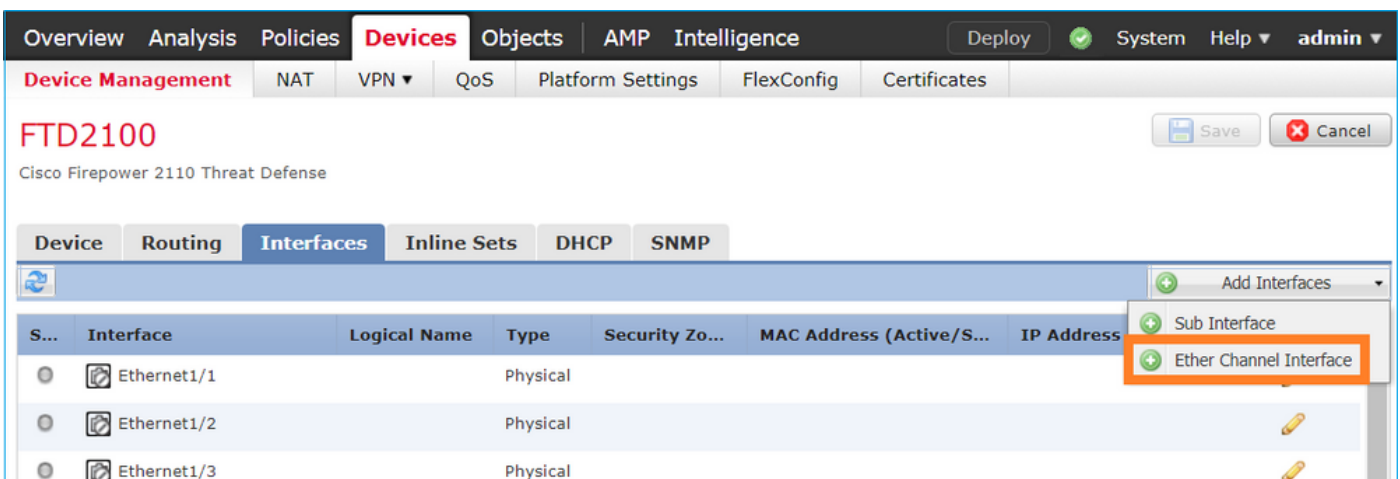 Overview Analysis Policies Devices Objects AMP Intelligence Deploy System Help admin
Device Management NAT VPN QoS Platform Settings FlexConfig Certificates
FTD2100 Save Cancel
Cisco Firepower 2110 Threat Defense
Device Routing Interfaces Inline Sets DHCP SNMP
Add Interfaces
Sub Interface
Ether Channel Interface
S... Interface Logical Name Type Security Zo... MAC Address (Active/S... IP Address
Ethernet1/1 Physical
Ethernet1/2 Physical
Ethernet1/3 Physical